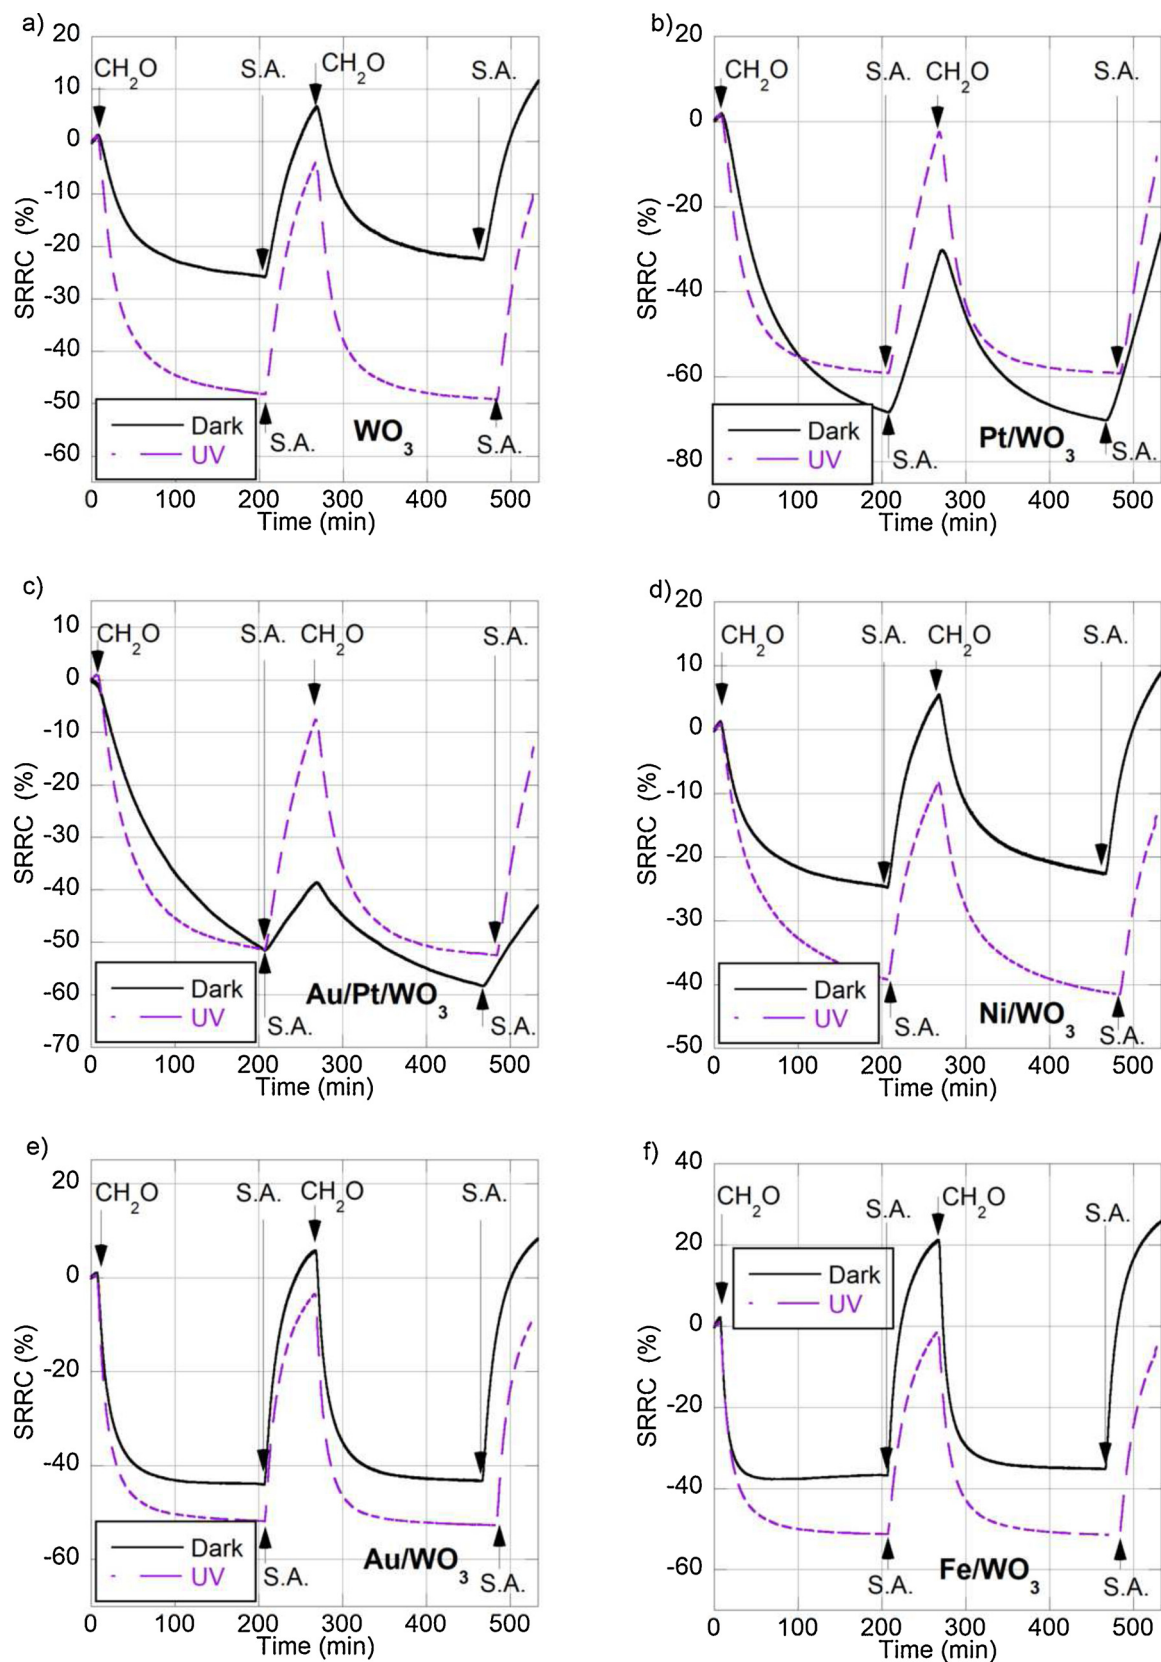 a)
20
10
0
-10
-20
-30
-40
-50
-60
SRRC (%)
CH2O
S.A.
CH2O
S.A.
Dark
UV
WO3
S.A.
S.A.
0 100 200 300 400 500
Time (min)
b)
20
0
-20
-40
-60
-80
SRRC (%)
CH2O
S.A.
CH2O
S.A.
Dark
UV
Pt/WO3
S.A.
S.A.
0 100 200 300 400 500
Time (min)
c)
10
0
-10
-20
-30
-40
-50
-60
-70
SRRC (%)
CH2O
S.A.
CH2O
S.A.
Dark
UV
Au/Pt/WO3
S.A.
S.A.
0 100 200 300 400 500
Time (min)
d)
20
10
0
-10
-20
-30
-40
-50
SRRC (%)
CH2O
S.A.
CH2O
S.A.
Dark
UV
Ni/WO3
S.A.
S.A.
0 100 200 300 400 500
Time (min)
e)
20
0
-20
-40
-60
SRRC (%)
CH2O
S.A.
CH2O
S.A.
Dark
UV
Au/WO3
S.A.
S.A.
0 100 200 300 400 500
Time (min)
f)
40
20
0
-20
-40
-60
SRRC (%)
CH2O
S.A.
CH2O
S.A.
Dark
UV
Fe/WO3
S.A.
S.A.
0 100 200 300 400 500
Time (min)